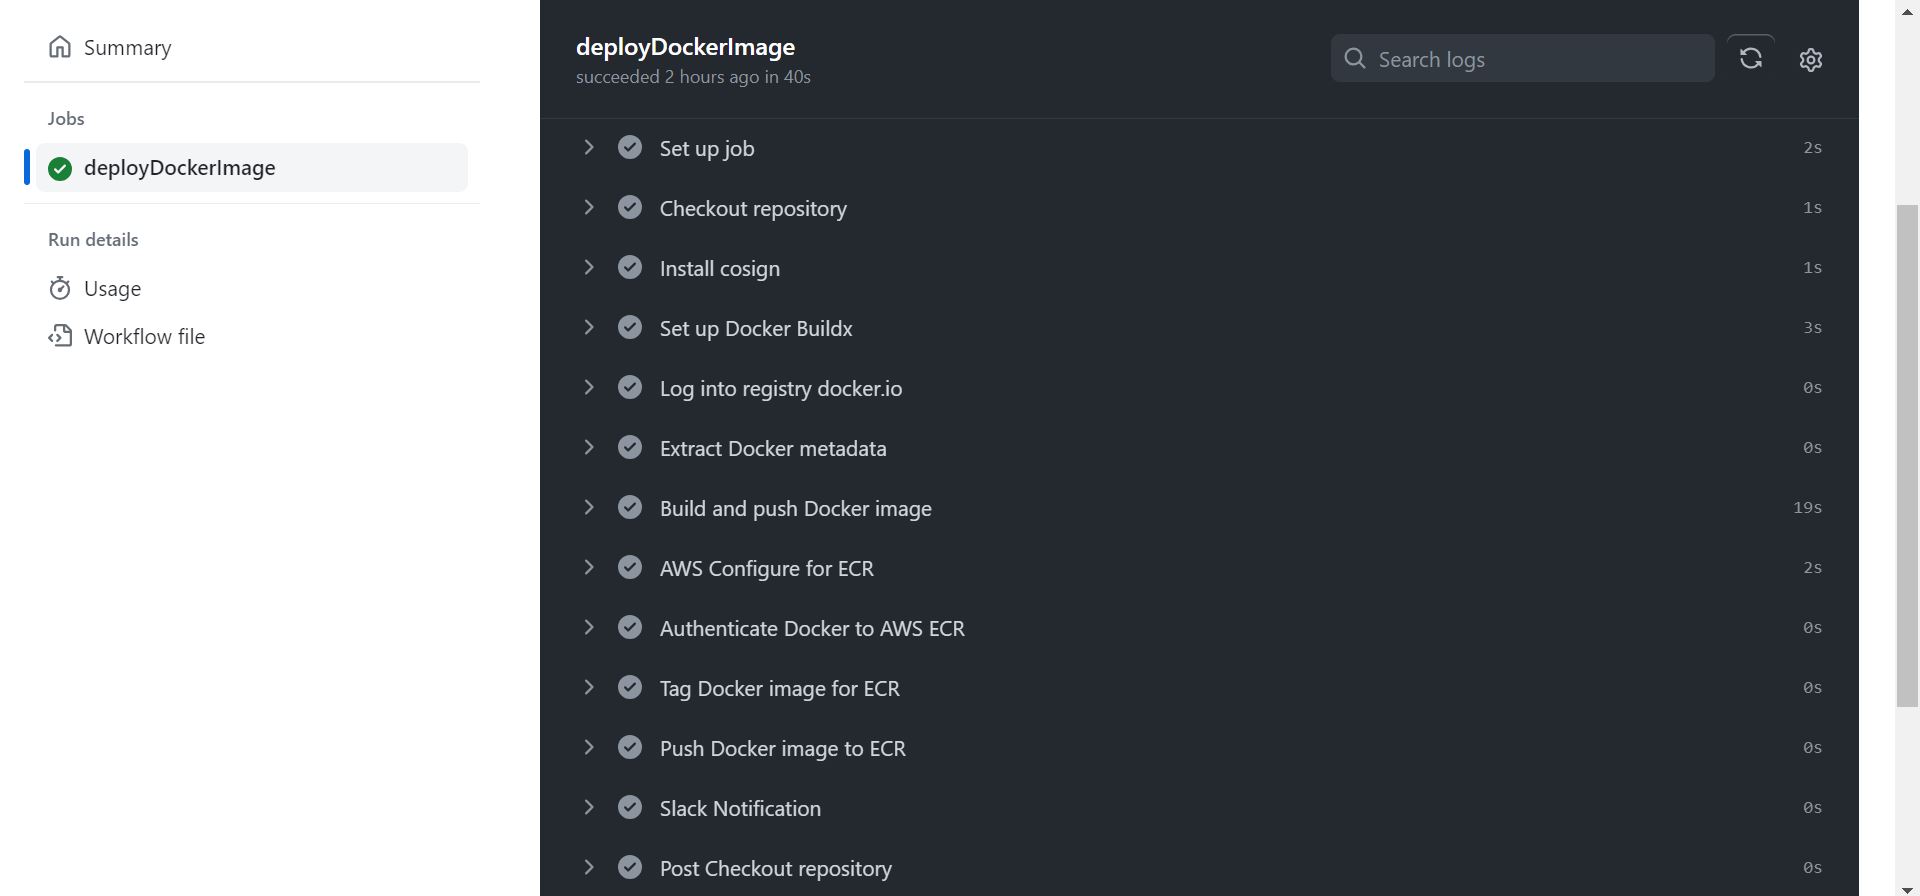 Summary
Jobs
deployDockerImage
Run details
Usage
Workflow file
deployDockerImage
succeeded 2 hours ago in 40s
Search logs
Set up job 2s
Checkout repository 1s
Install cosign 1s
Set up Docker Buildx 3s
Log into registry docker.io 0s
Extract Docker metadata 0s
Build and push Docker image 19s
AWS Configure for ECR 2s
Authenticate Docker to AWS ECR 0s
Tag Docker image for ECR 0s
Push Docker image to ECR 0s
Slack Notification 0s
Post Checkout repository 0s